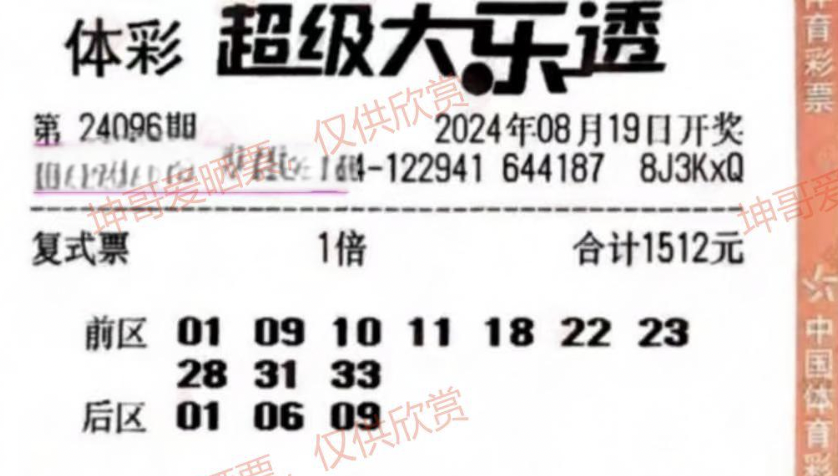 体彩 超级大乐透
第 24096期 2024年08月19日开奖
4-122941 644187 8J3KxQ
复式票 1倍 合计1512元
前区 01 09 10 11 18 22 23
28 31 33
后区 01 06 09
坤哥爱晒票，仅供欣赏
坤哥爱晒
票，仅供欣赏
体育彩票
中国体育彩